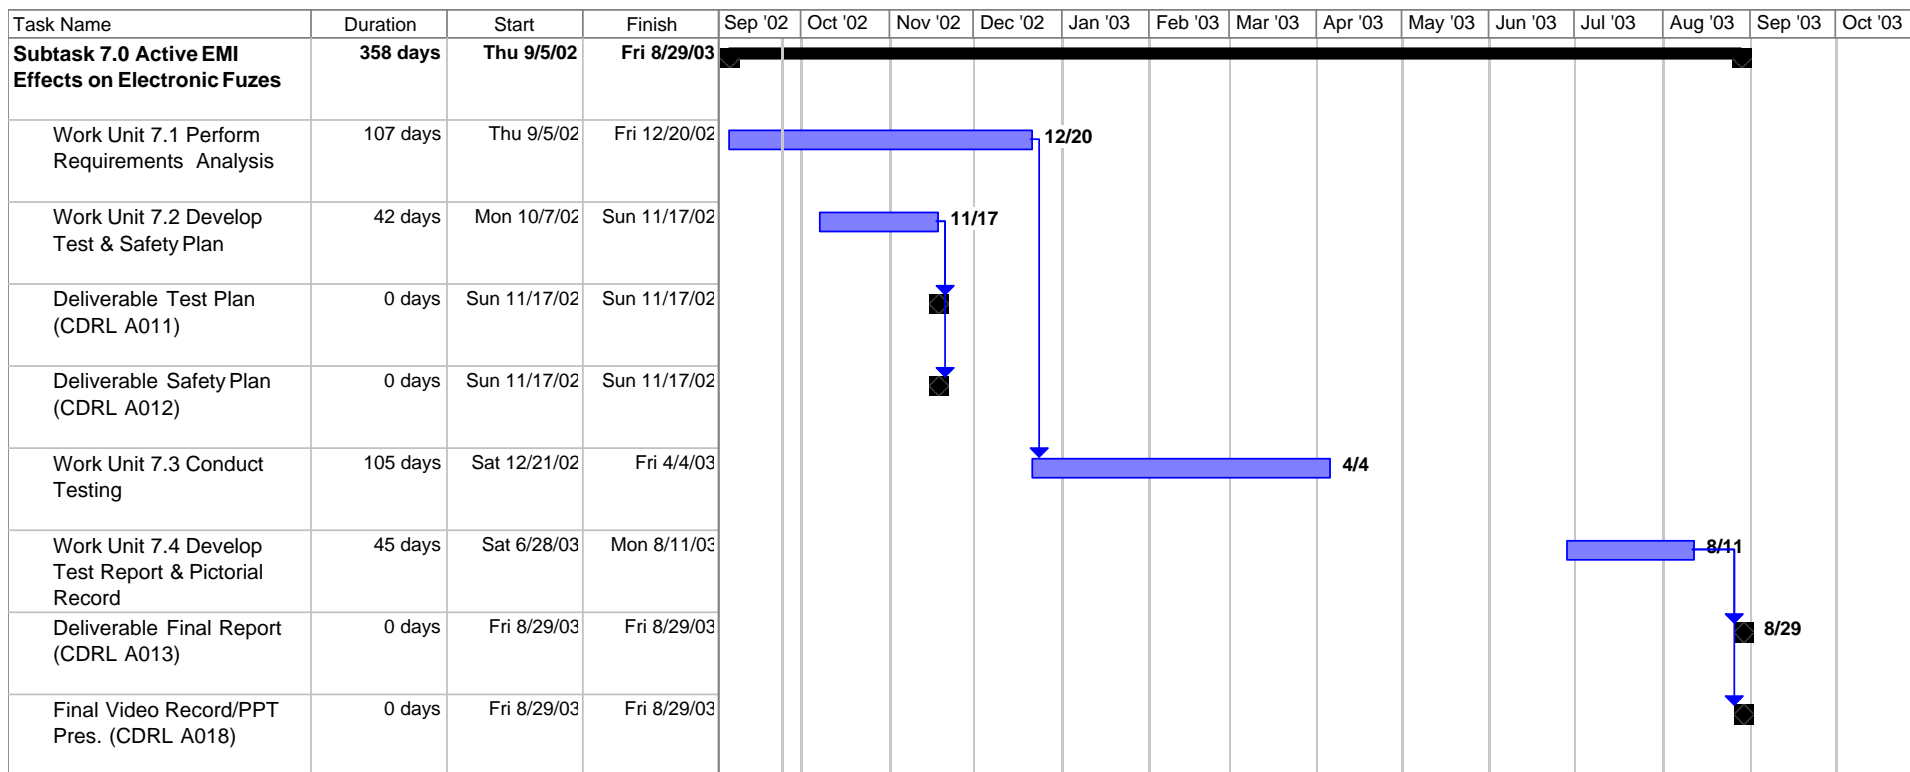 Task Name Duration Start Finish Sep '02 Oct '02 Nov '02 Dec '02 Jan '03 Feb '03 Mar '03 Apr '03 May '03 Jun '03 Jul '03 Aug '03 Sep '03 Oct '03
Subtask 7.0 Active EMI 358 days Thu 9/5/02 Fri 8/29/03
Effects on Electronic Fuzes
Work Unit 7.1 Perform 107 days Thu 9/5/02 Fri 12/20/02 12/20
Requirements Analysis
Work Unit 7.2 Develop 42 days Mon 10/7/02 Sun 11/17/02 11/17
Test & Safety Plan
Deliverable Test Plan 0 days Sun 11/17/02 Sun 11/17/02
(CDRL A011)
Deliverable Safety Plan 0 days Sun 11/17/02 Sun 11/17/02
(CDRL A012)
Work Unit 7.3 Conduct 105 days Sat 12/21/02 Fri 4/4/03 4/4
Testing
Work Unit 7.4 Develop 45 days Sat 6/28/03 Mon 8/11/03 8/11
Test Report & Pictorial
Record
Deliverable Final Report 0 days Fri 8/29/03 Fri 8/29/03 8/29
(CDRL A013)
Final Video Record/PPT 0 days Fri 8/29/03 Fri 8/29/03
Pres. (CDRL A018)